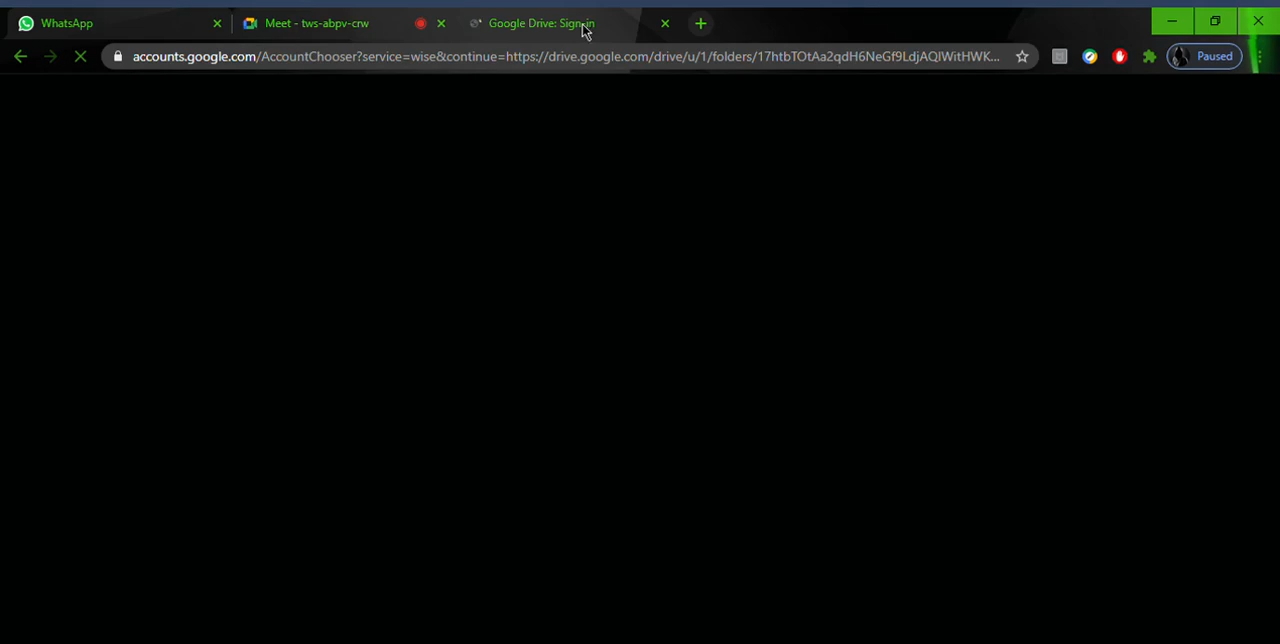 WhatsApp
Meet - tws-abpv-crw
Google Drive: Sign-in
accounts.google.com/AccountChooser?service=wise&continue=https://drive.google.com/drive/u/1/folders/17htbTOtAa2qdH6NeGf9LdjAQJWitHWK...
Paused